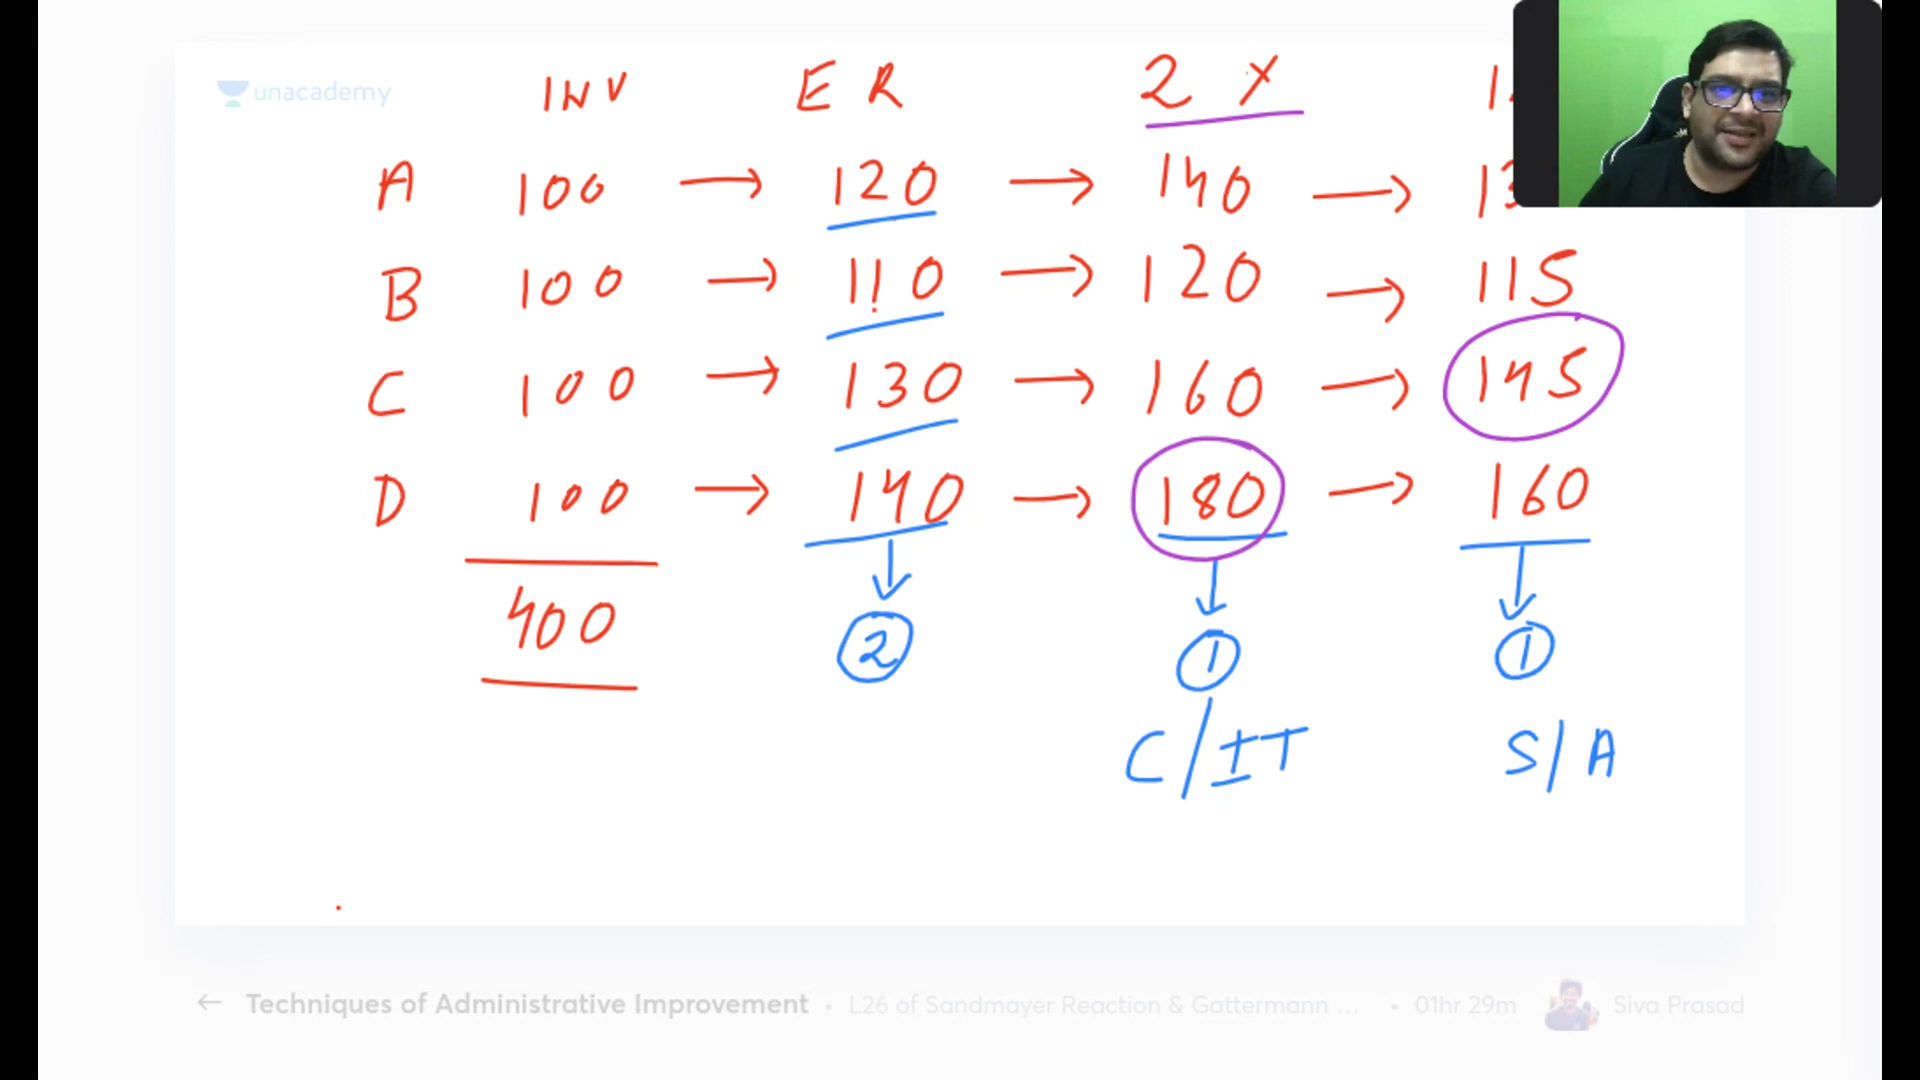 unacademy
INV ER 2 Y
A 100 → 120 → 140 →
B 100 → 110 → 120 → 115
C 100 → 130 → 160 → 145
D 100 → 140 → 180 → 160
400 2 1 1
C/IT S/A
← Techniques of Administrative Improvement • L26 of Sandmayer Reaction & Gattermann ... • 01hr 29m Siva Prasad